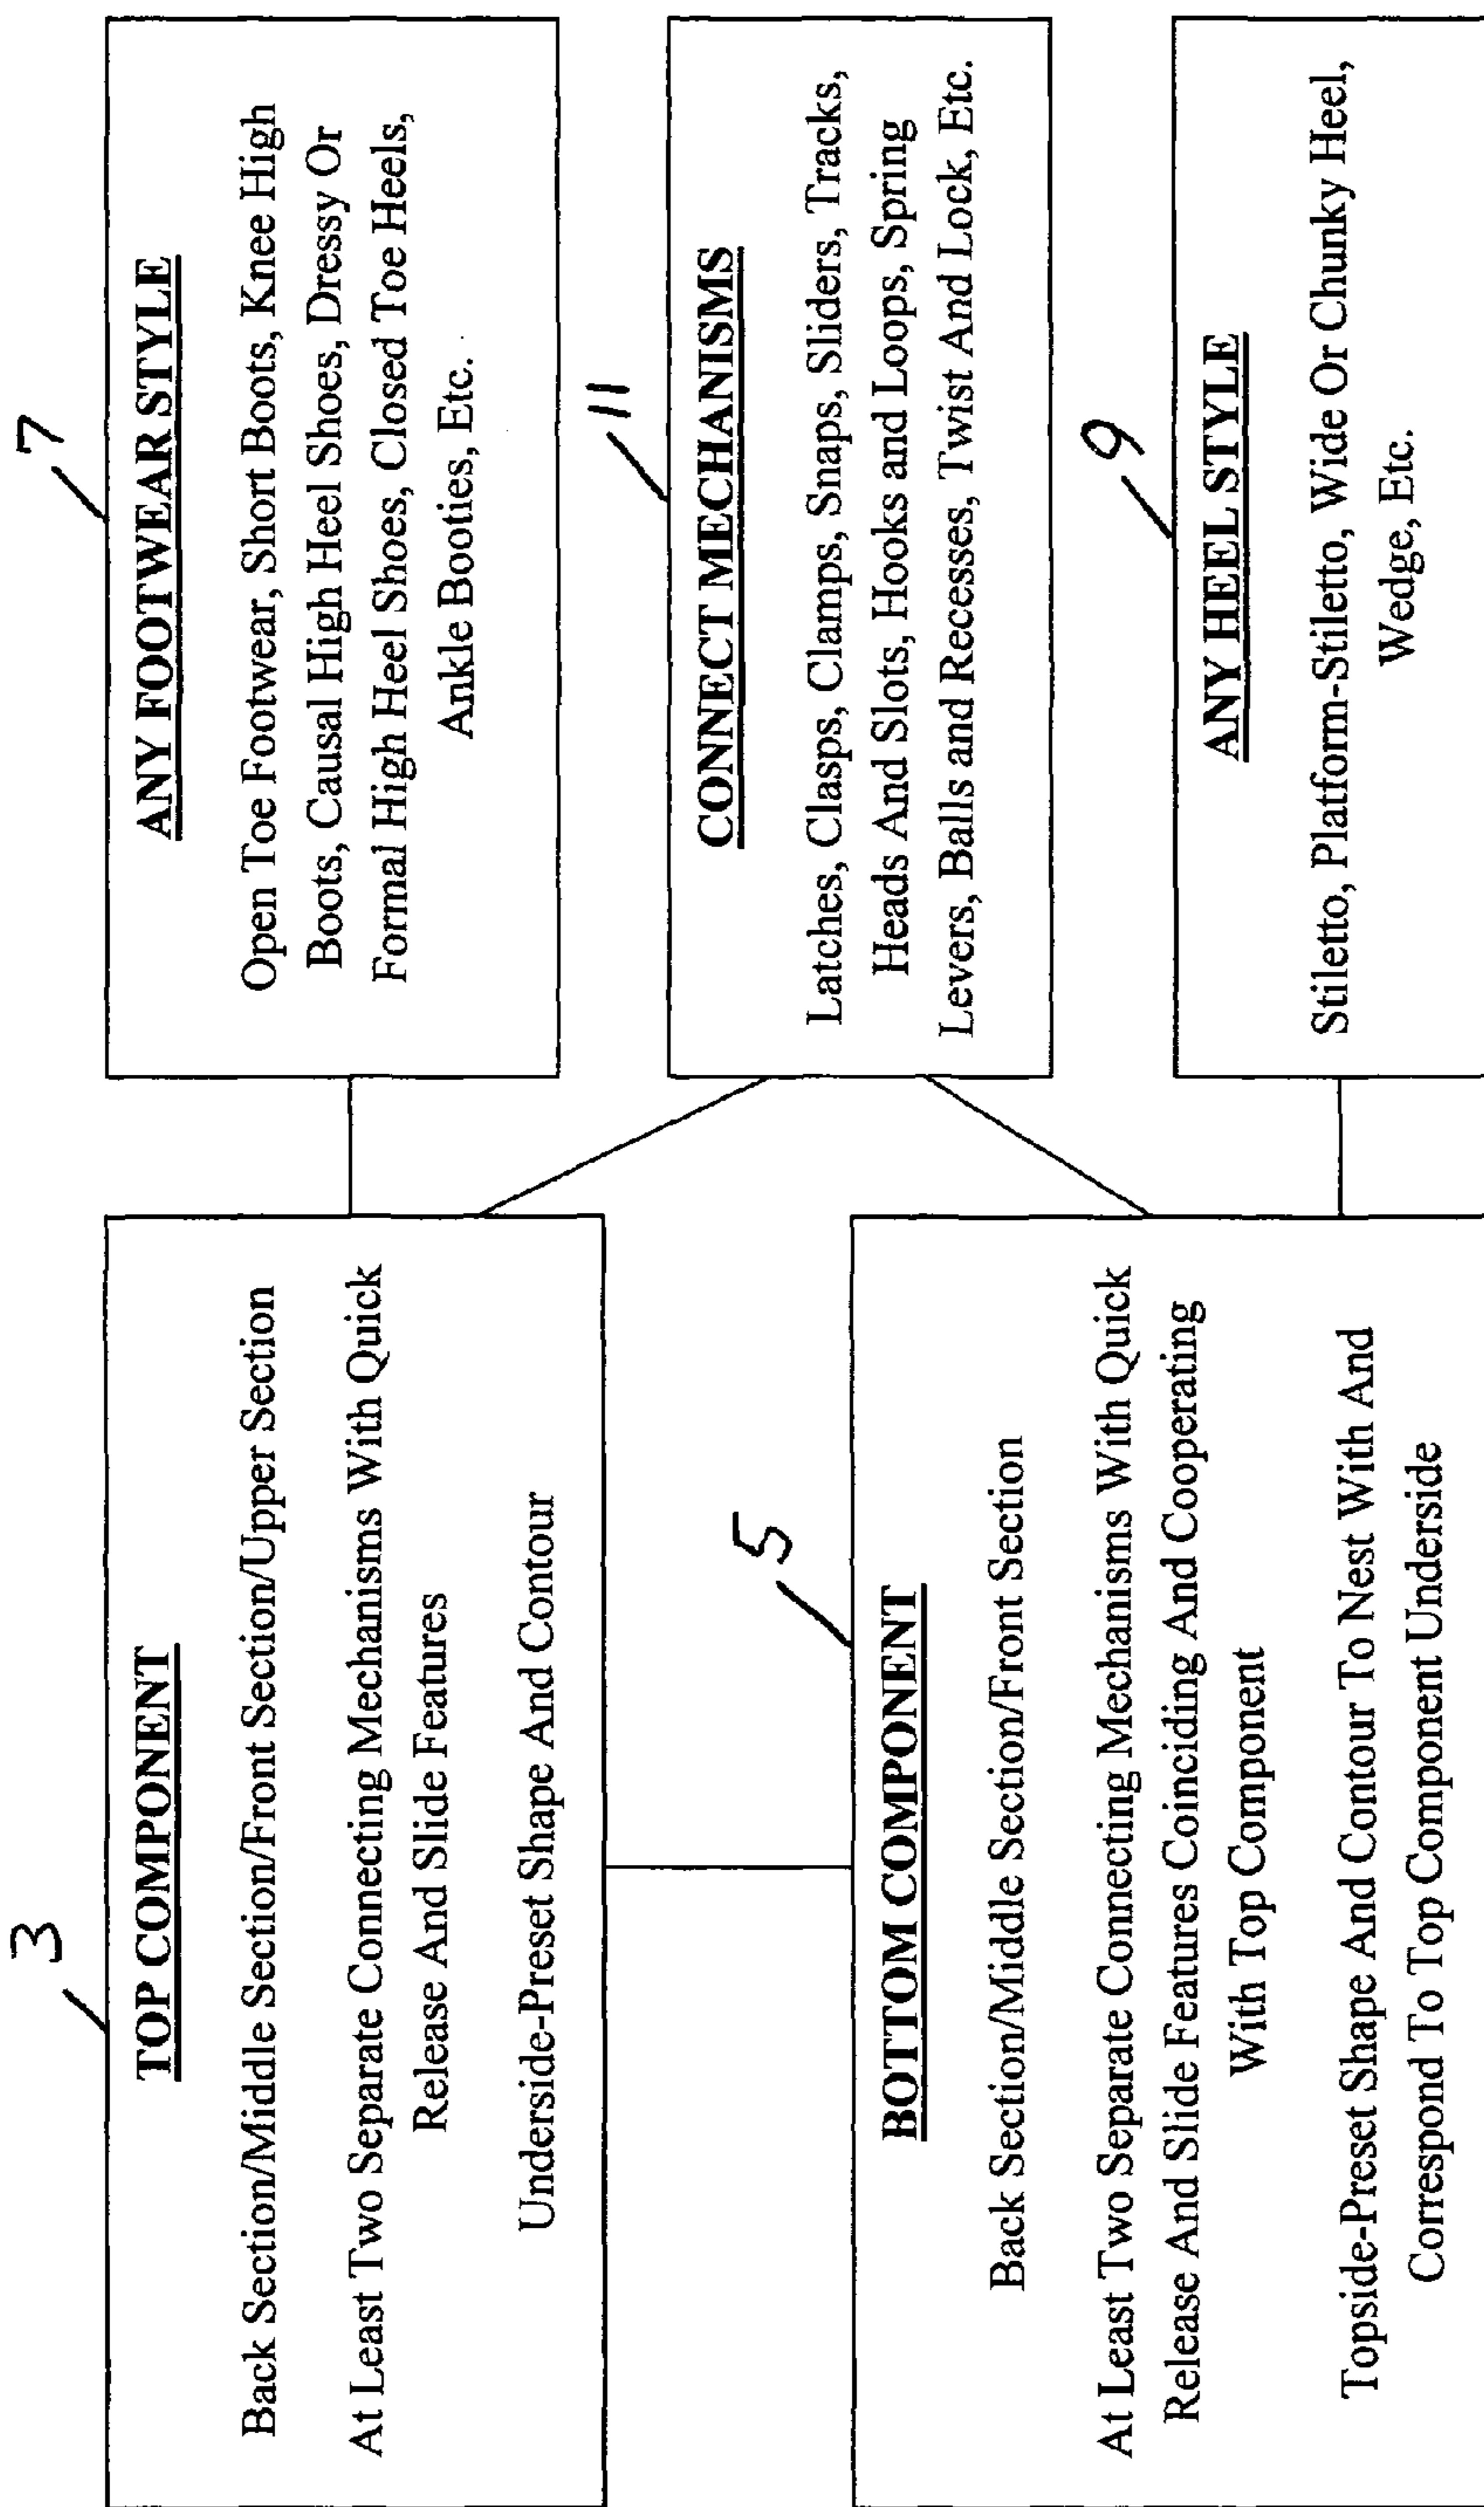 3
TOP COMPONENT
Back Section/Middle Section/Front Section/Upper Section
At Least Two Separate Connecting Mechanisms With Quick
Release And Slide Features
Underside-Preset Shape And Contour
7
ANY FOOTWEAR STYLE
Open Toe Footwear, Short Boots, Knee High
Boots, Causal High Heel Shoes, Dressy Or
Formal High Heel Shoes, Closed Toe Heels,
Ankle Booties, Etc.
11
CONNECT MECHANISMS
Latches, Clasps, Clamps, Snaps, Sliders, Tracks,
Heads And Slots, Hooks and Loops, Spring
Levers, Balls and Recesses, Twist And Lock, Etc.
5
BOTTOM COMPONENT
Back Section/Middle Section/Front Section
At Least Two Separate Connecting Mechanisms With Quick
Release And Slide Features Coinciding And Cooperating
With Top Component
Topside-Preset Shape And Contour To Nest With And
Correspond To Top Component Underside
9
ANY HEEL STYLE
Stiletto, Platform-Stiletto, Wide Or Chunky Heel,
Wedge, Etc.